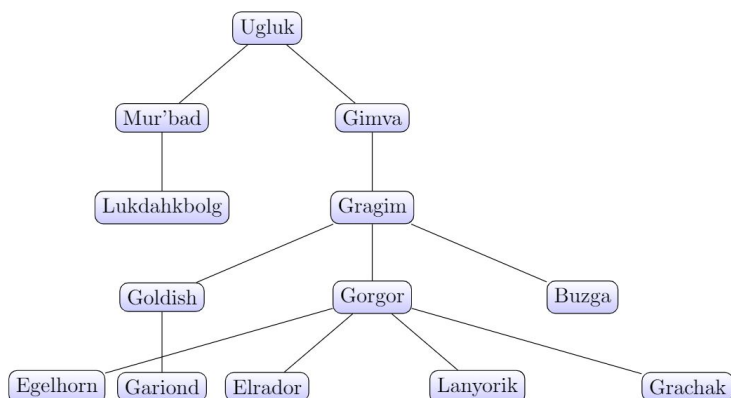 Ugluk
Mur'bad
Gimva
Lukdahkbolg
Gragim
Goldish
Gorgor
Buzga
Egelhorn
Gariond
Elrador
Lanyorik
Grachak